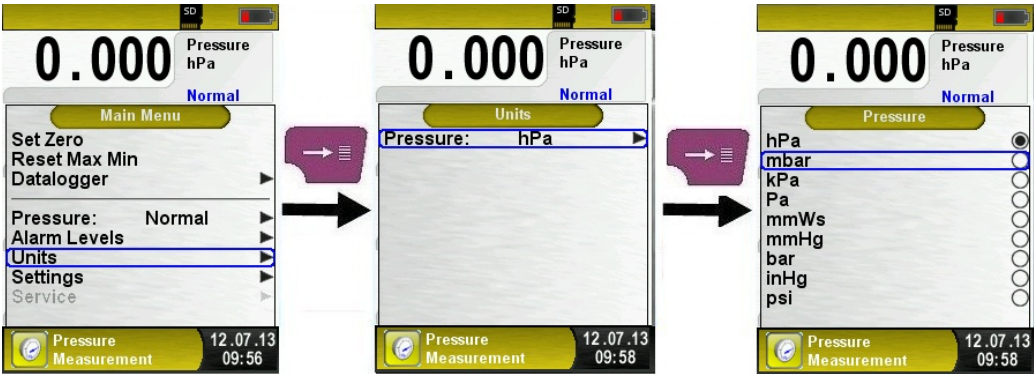 SD
0.000
Pressure
hPa
Normal
Main Menu
Set Zero
Reset Max Min
Datalogger
Pressure: Normal
Alarm Levels
Units
Settings
Service
Pressure
Measurement
12.07.13
09:56
SD
0.000
Pressure
hPa
Normal
Units
Pressure: hPa
Pressure
Measurement
12.07.13
09:58
SD
0.000
Pressure
hPa
Normal
Pressure
hPa
mbar
kPa
Pa
mmWs
mmHg
bar
inHg
psi
Pressure
Measurement
12.07.13
09:58